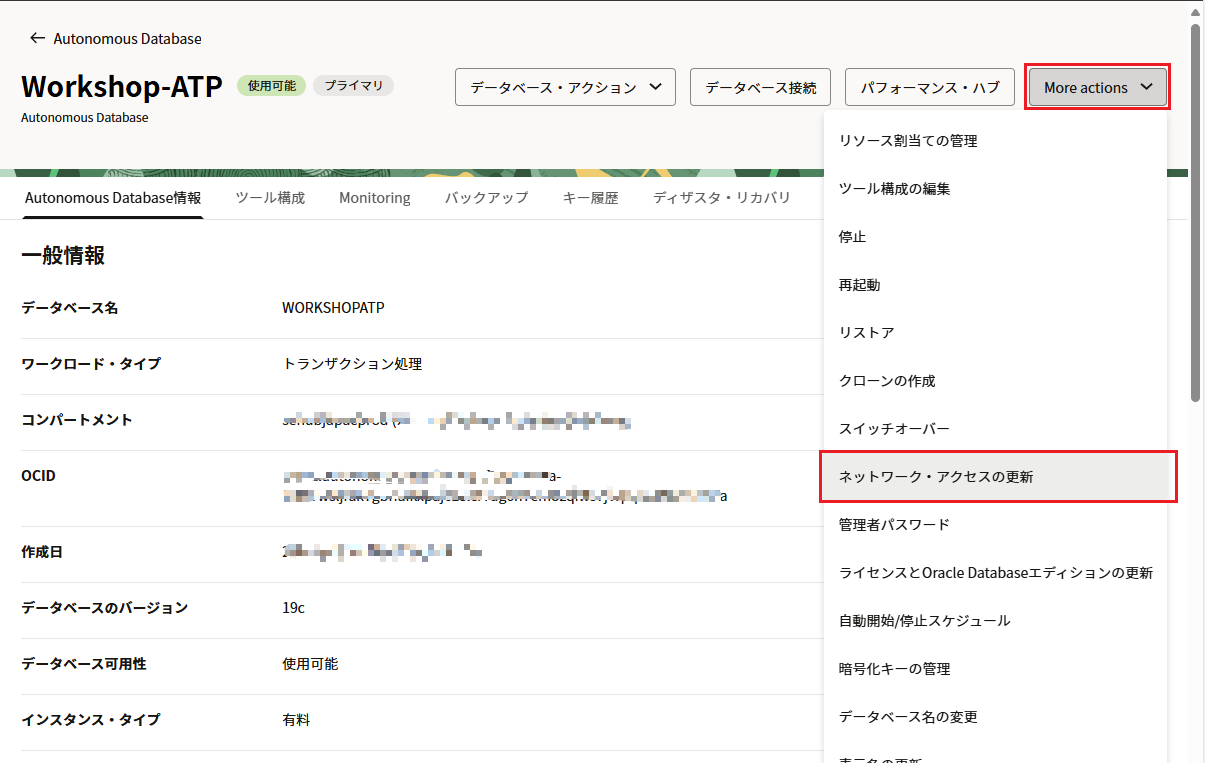 ← Autonomous Database
Workshop-ATP 使用可能 プライマリ
Autonomous Database
データベース・アクション データベース接続 パフォーマンス・ハブ More actions
リソース割当ての管理
ツール構成の編集
停止
再起動
リストア
クローンの作成
スイッチオーバー
ネットワーク・アクセスの更新
管理者パスワード
ライセンスとOracle Databaseエディションの更新
自動開始/停止スケジュール
暗号化キーの管理
データベース名の変更
Autonomous Database情報 ツール構成 Monitoring バックアップ キー履歴 ディザスタ・リカバリ
一般情報
データベース名 WORKSHOPATP
ワークロード・タイプ トランザクション処理
コンパートメント
OCID
作成日
データベースのバージョン 19c
データベース可用性 使用可能
インスタンス・タイプ 有料